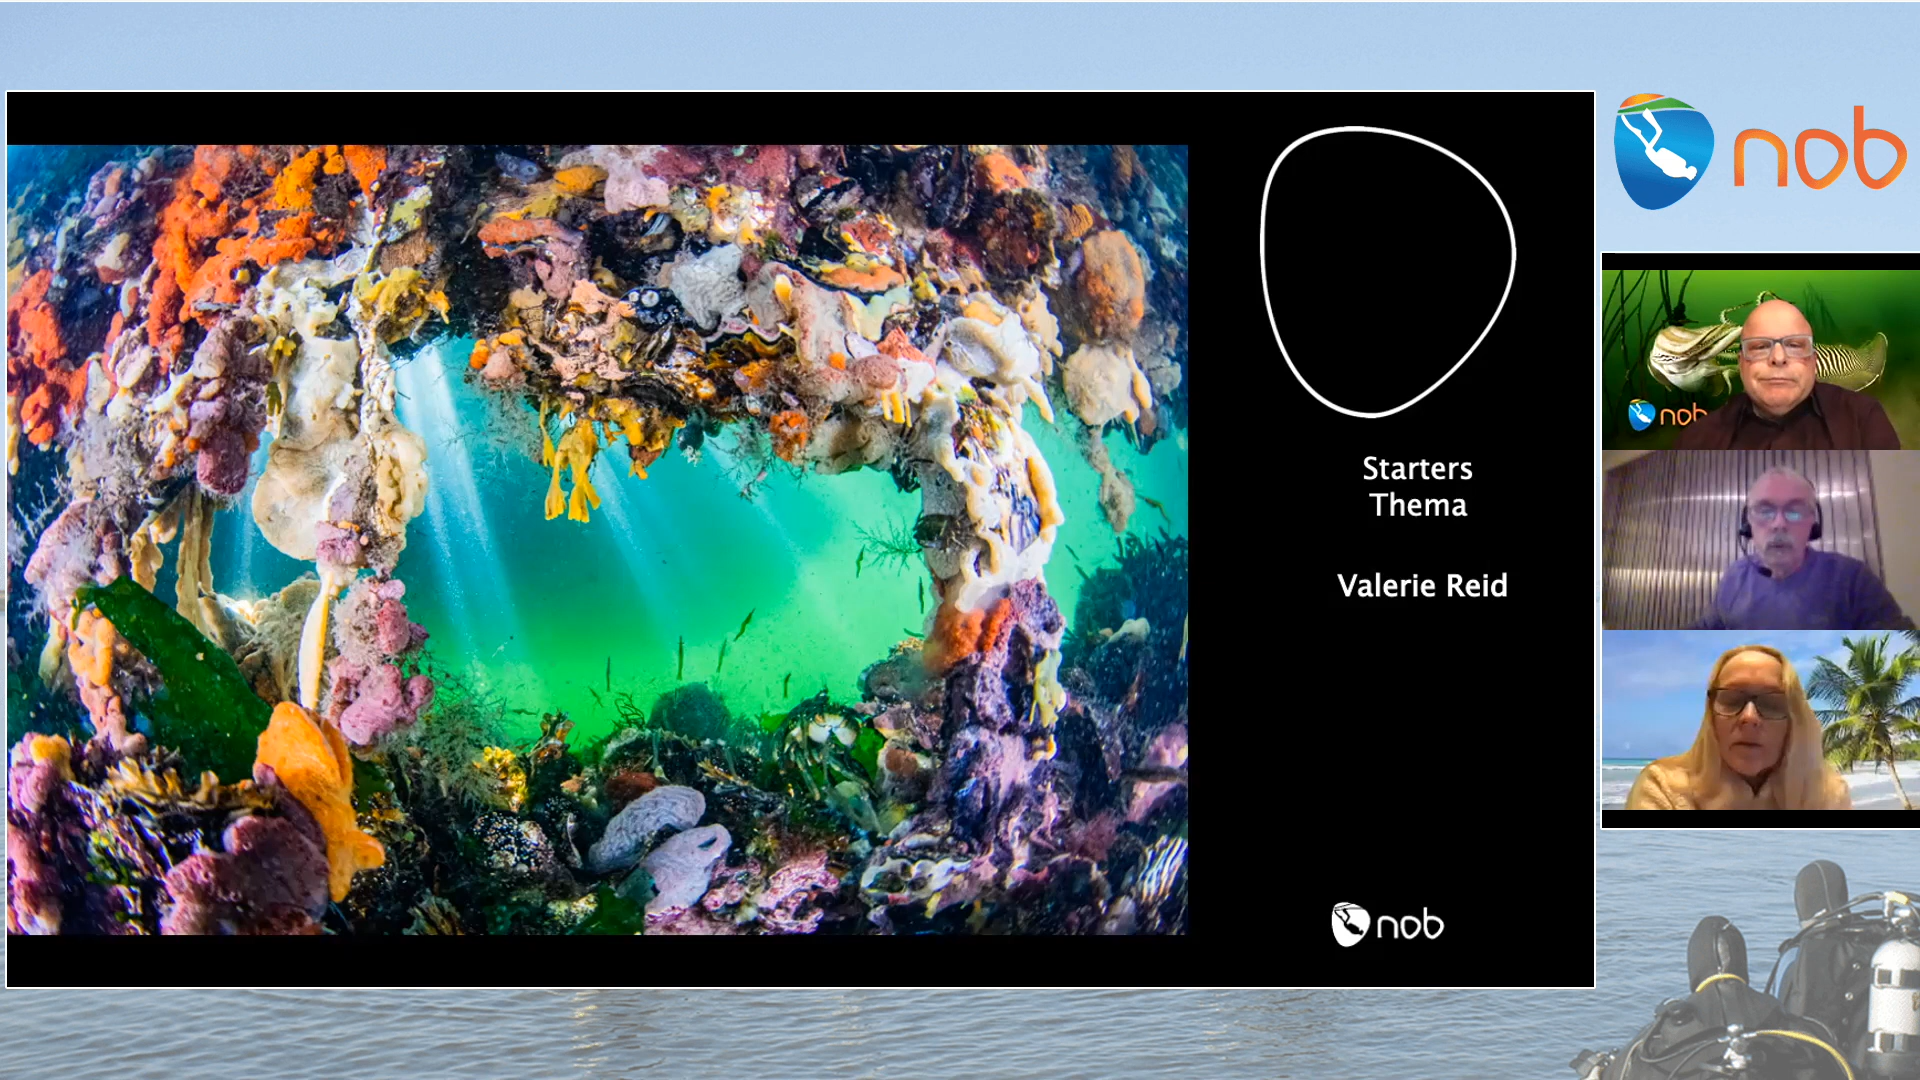 nob
Starters
Thema
Valerie Reid
nob
nob